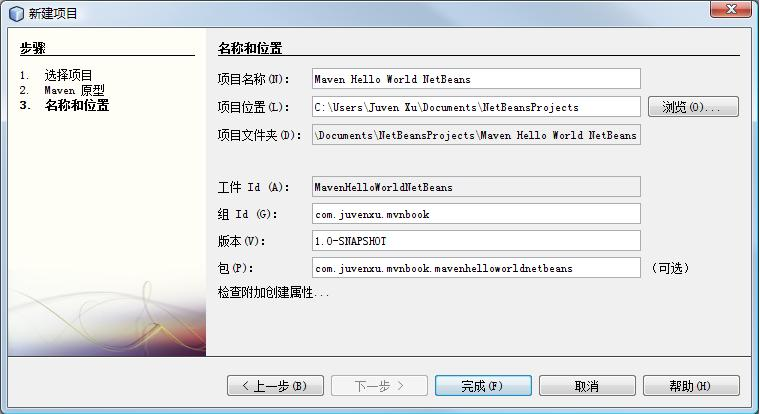 新建项目
步骤
1. 选择项目
2. Maven 原型
3. 名称和位置
名称和位置
项目名称(N): Maven Hello World NetBeans
项目位置(L): C:\Users\Juven Xu\Documents\NetBeansProjects 浏览(O)...
项目文件夹(D): \Documents\NetBeansProjects\Maven Hello World NetBeans
工件 Id (A): MavenHelloWorldNetBeans
组 Id (G): com.juvenxu.mvnbook
版本(V): 1.0-SNAPSHOT
包(P): com.juvenxu.mvnbook.mavenhelloworldnetbeans (可选)
检查附加创建属性...
< 上一步(B) 下一步 > 完成(F) 取消 帮助(H)